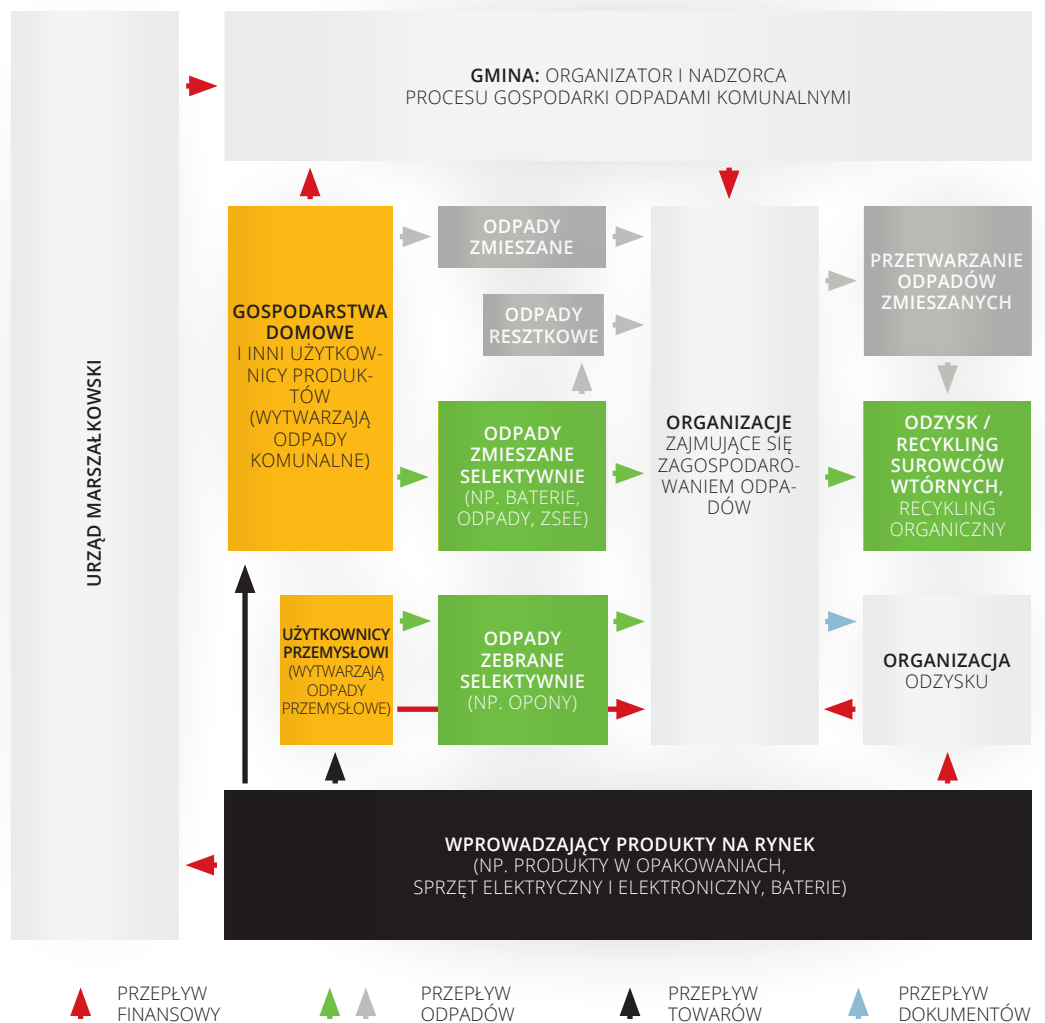 URZĄD MARSZAŁKOWSKI
GMINA: ORGANIZATOR I NADZORCA
PROCESU GOSPODARKI ODPADAMI KOMUNALNYMI
GOSPODARSTWA
DOMOWE
I INNI UŻYTKOW-
NICY PRODUK-
TÓW
(WYTWARZAJĄ
ODPADY
KOMUNALNE)
ODPADY
ZMIESZANE
ODPADY
RESZTKOWE
ODPADY
ZMIESZANE
SELEKTYWNIE
(NP. BATERIE,
ODPADY, ZSEE)
ORGANIZACJE
ZAJMUJĄCE SIĘ
ZAGOSPODARO-
WANIEM ODPA-
DÓW
PRZETWARZANIE
ODPADÓW
ZMIESZANYCH
ODZYSK /
RECYKLING
SUROWCÓW
WTÓRNYCH,
RECYKLING
ORGANICZNY
UŻYTKOWNICY
PRZEMYSŁOWI
(WYTWARZAJĄ
ODPADY
PRZEMYSŁOWE)
ODPADY
ZEBRANE
SELEKTYWNIE
(NP. OPONY)
ORGANIZACJA
ODZYSKU
WPROWADZAJĄCY PRODUKTY NA RYNEK
(NP. PRODUKTY W OPAKOWANIACH,
SPRZĘT ELEKTRYCZNY I ELEKTRONICZNY, BATERIE)
PRZEPŁYW
FINANSOWY
PRZEPŁYW
ODPADÓW
PRZEPŁYW
TOWARÓW
PRZEPŁYW
DOKUMENTÓW